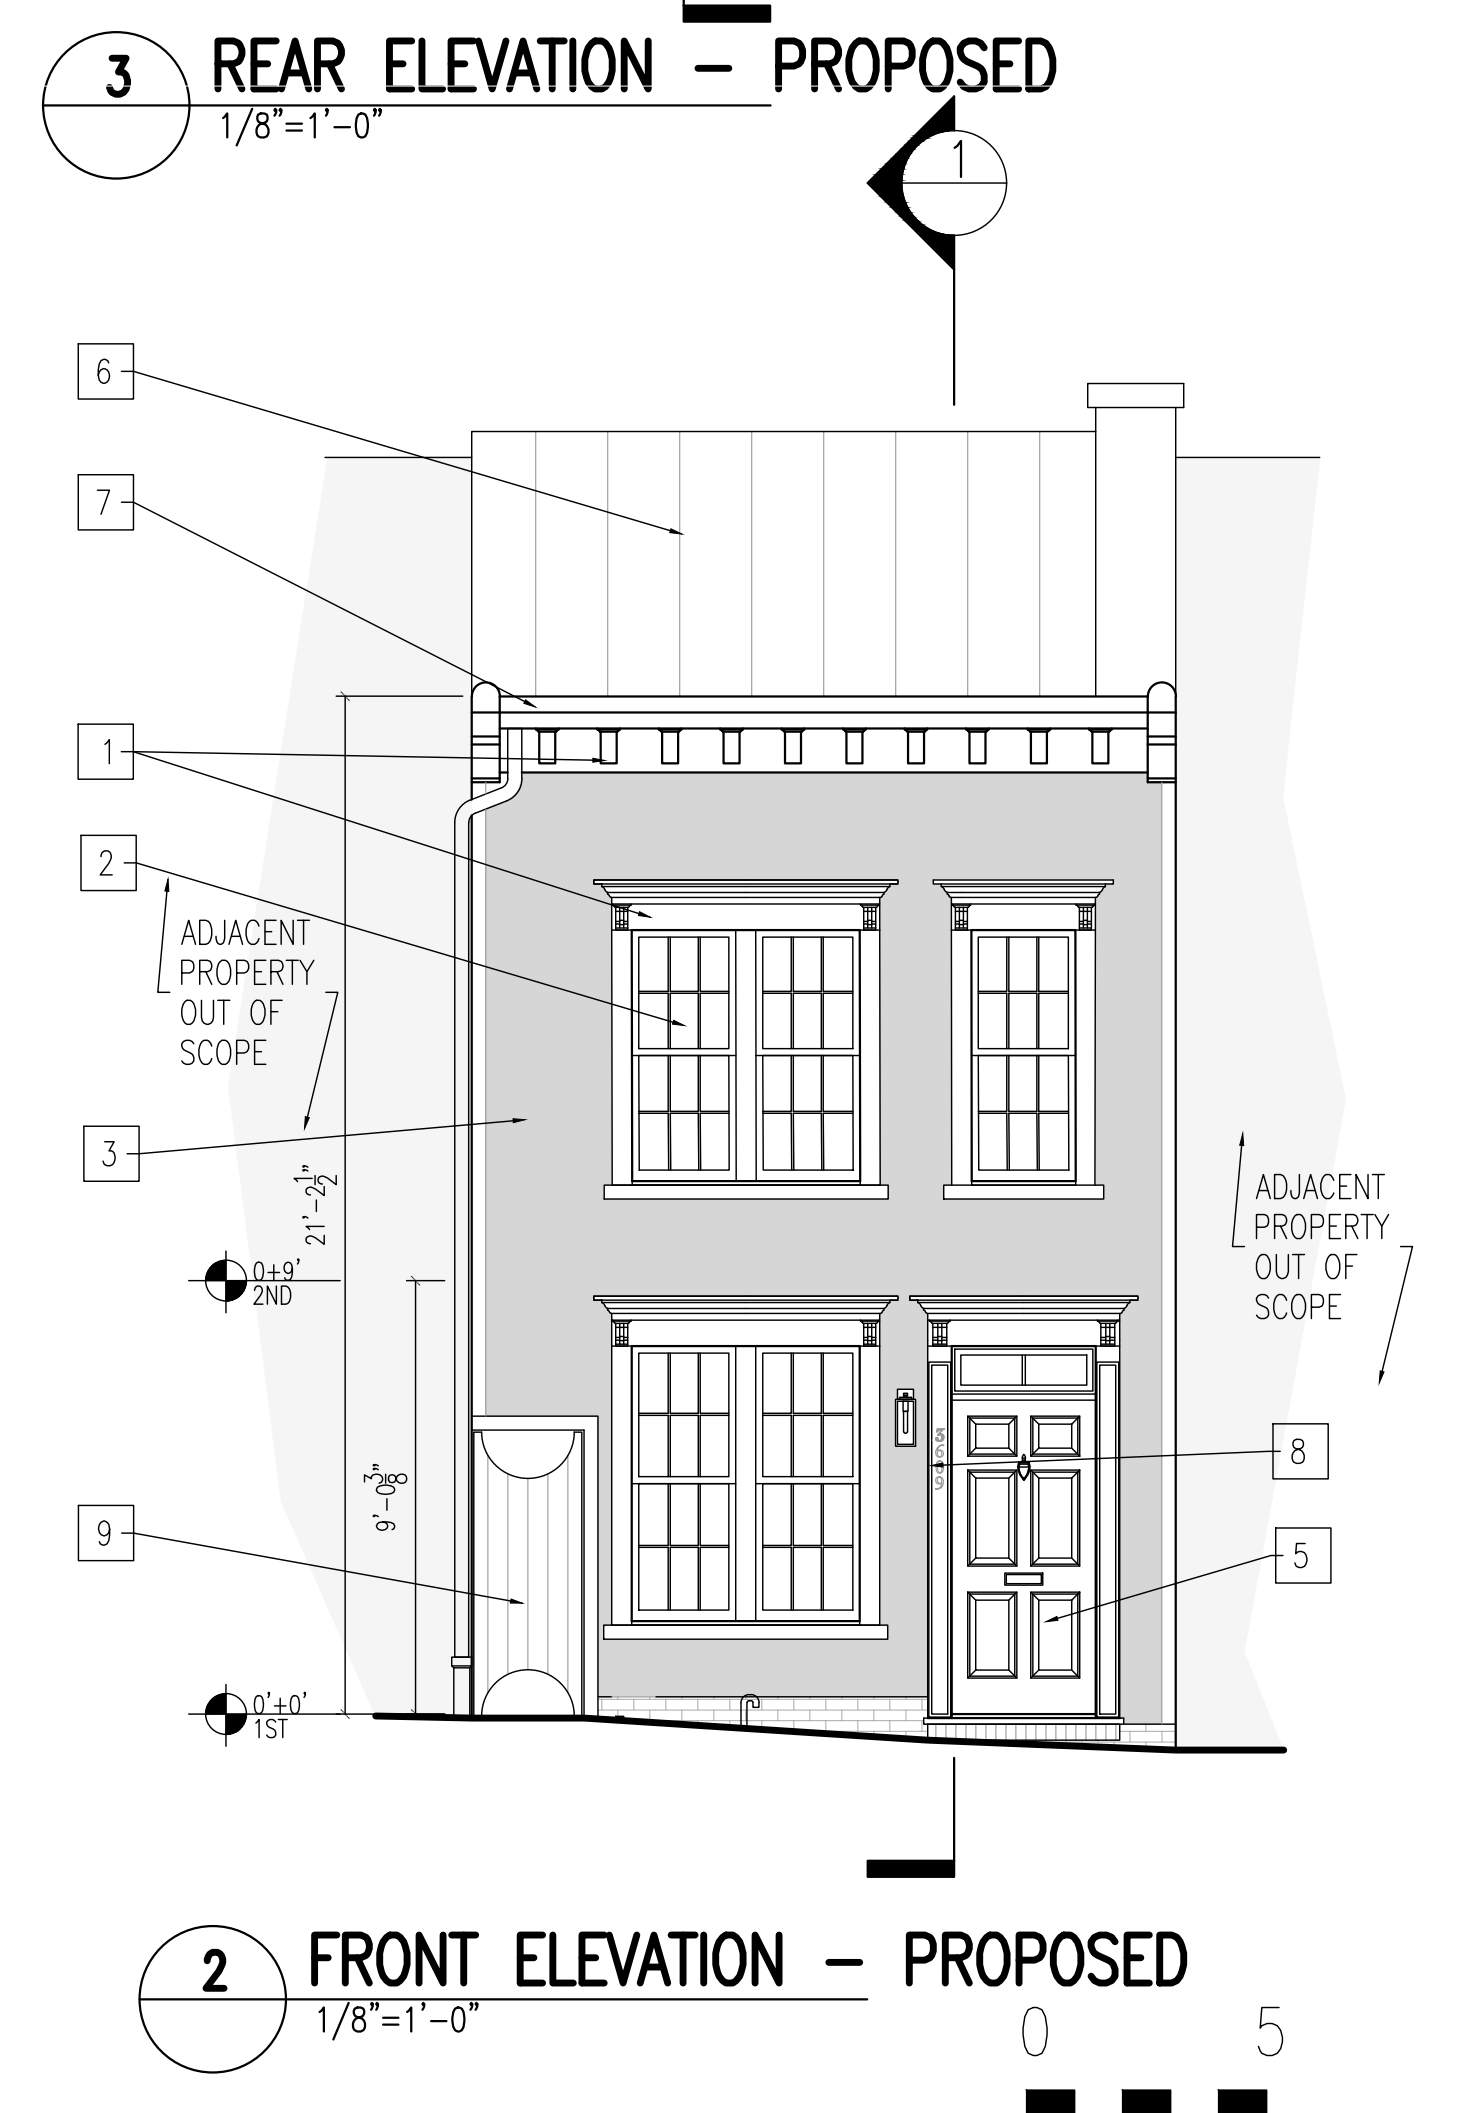 3 REAR ELEVATION – PROPOSED
1/8"=1'-0"
1
6
7
1
2
ADJACENT
PROPERTY
OUT OF
SCOPE
3
21'-2 1/2"
0+9'
2ND
ADJACENT
PROPERTY
OUT OF
SCOPE
8
9'-0 3/8"
9
5
0'+0'
1ST
2 FRONT ELEVATION – PROPOSED
1/8"=1'-0"
0 5